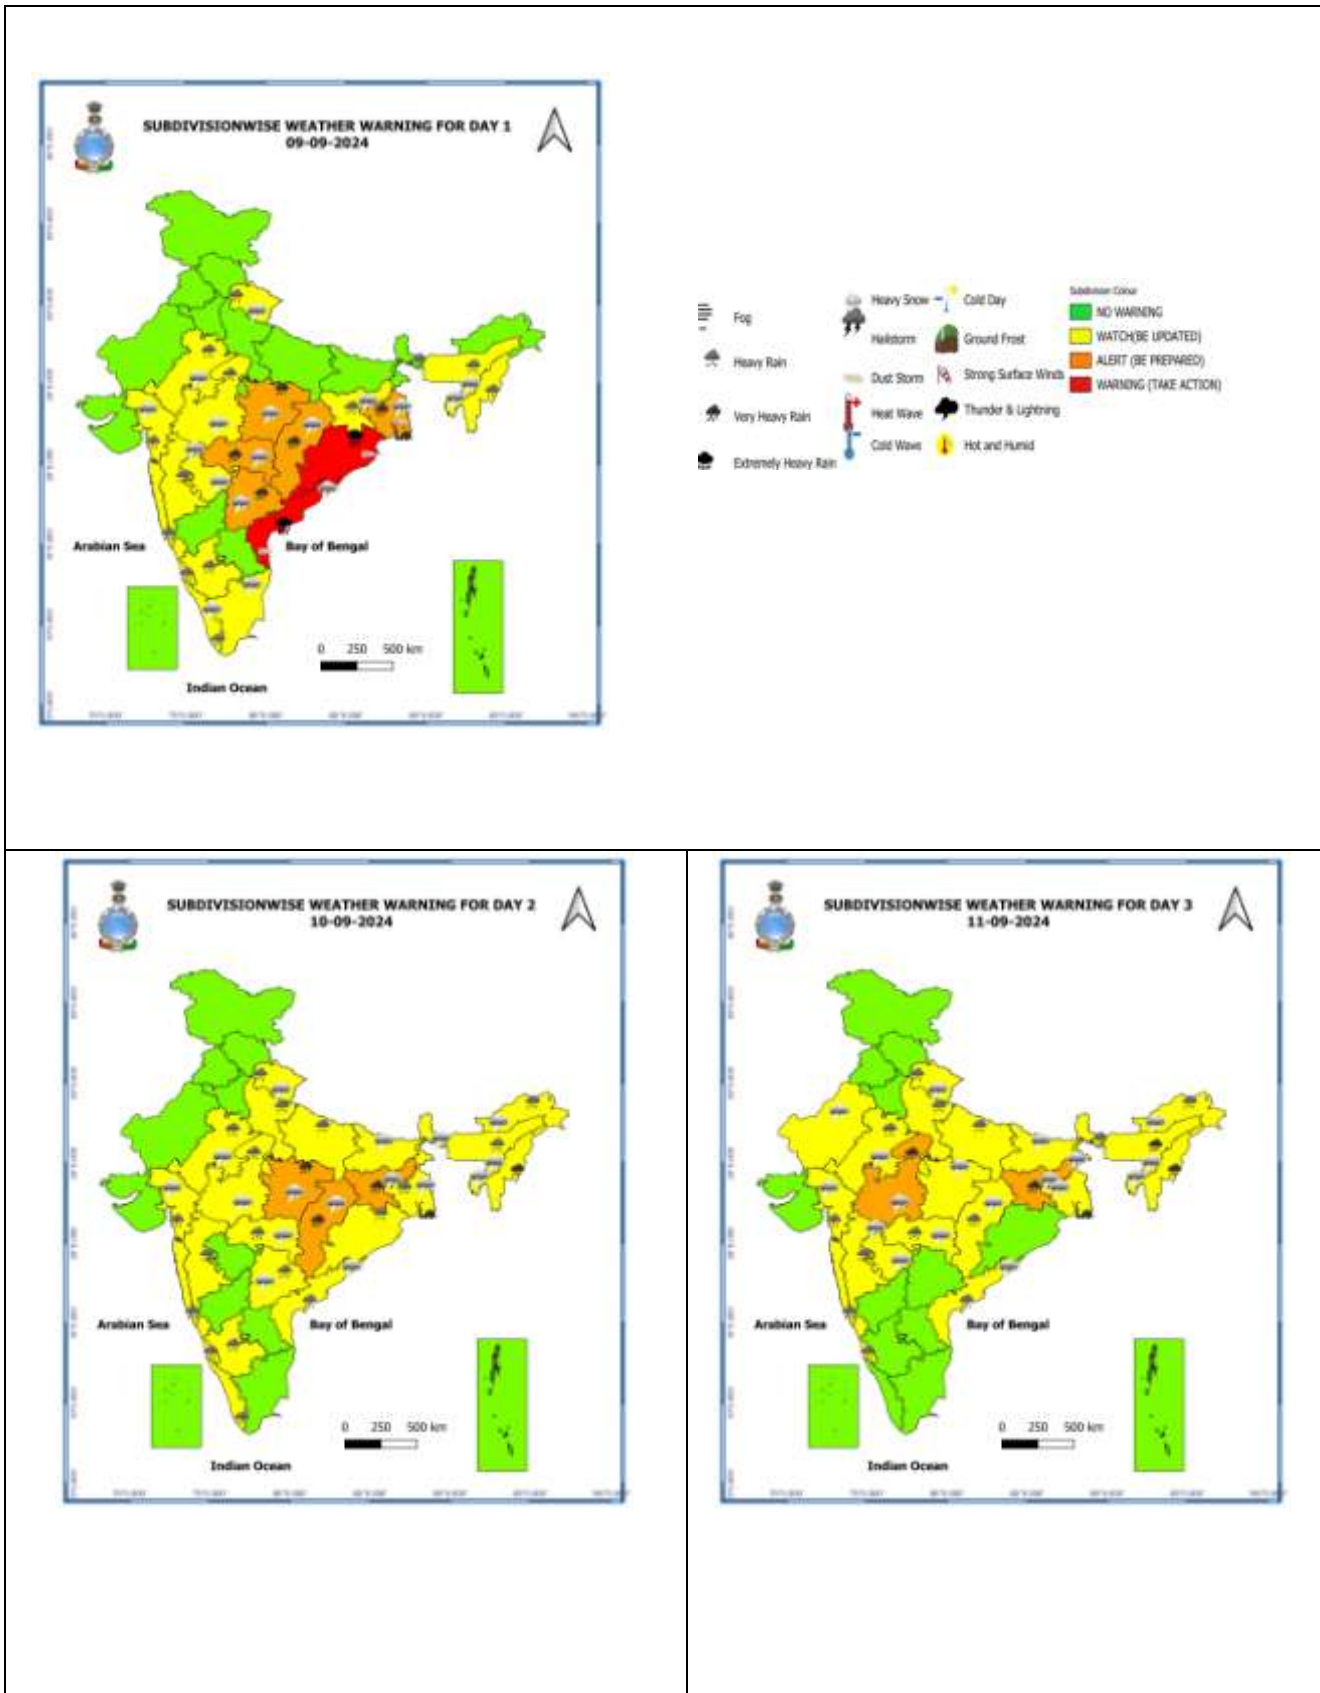 SUBDIVISIONWISE WEATHER WARNING FOR DAY 1
09-09-2024
Arabian Sea
Bay of Bengal
0 250 500 km
Indian Ocean
Fog
Heavy Rain
Very Heavy Rain
Extremely Heavy Rain
Heavy Snow
Hailstorm
Dust Storm
Heat Wave
Cold Wave
Cold Day
Ground Frost
Strong Surface Winds
Thunder & Lightning
Hot and Humid
Subdivision Colour
NO WARNING
WATCH(BE UPDATED)
ALERT (BE PREPARED)
WARNING (TAKE ACTION)
SUBDIVISIONWISE WEATHER WARNING FOR DAY 2
10-09-2024
Arabian Sea
Bay of Bengal
0 250 500 km
Indian Ocean
SUBDIVISIONWISE WEATHER WARNING FOR DAY 3
11-09-2024
Arabian Sea
Bay of Bengal
0 250 500 km
Indian Ocean